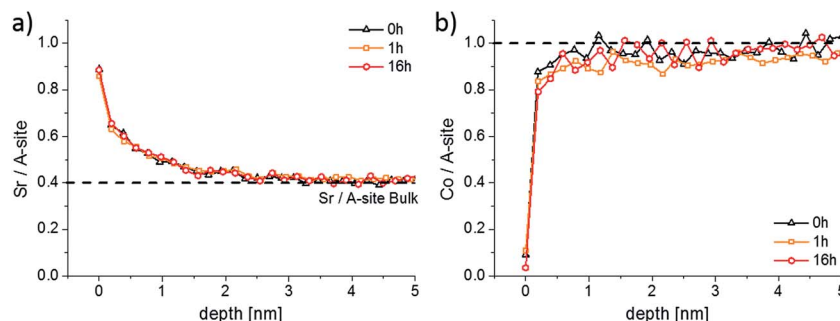 a)
0h
1h
16h
1.0
0.8
0.6
0.4
0.2
0.0
Sr / A-site
Sr / A-site Bulk
0
1
2
3
4
5
depth [nm]
b)
1.0
0.8
0.6
0.4
0.2
0.0
Co / A-site
0h
1h
16h
0
1
2
3
4
5
depth [nm]